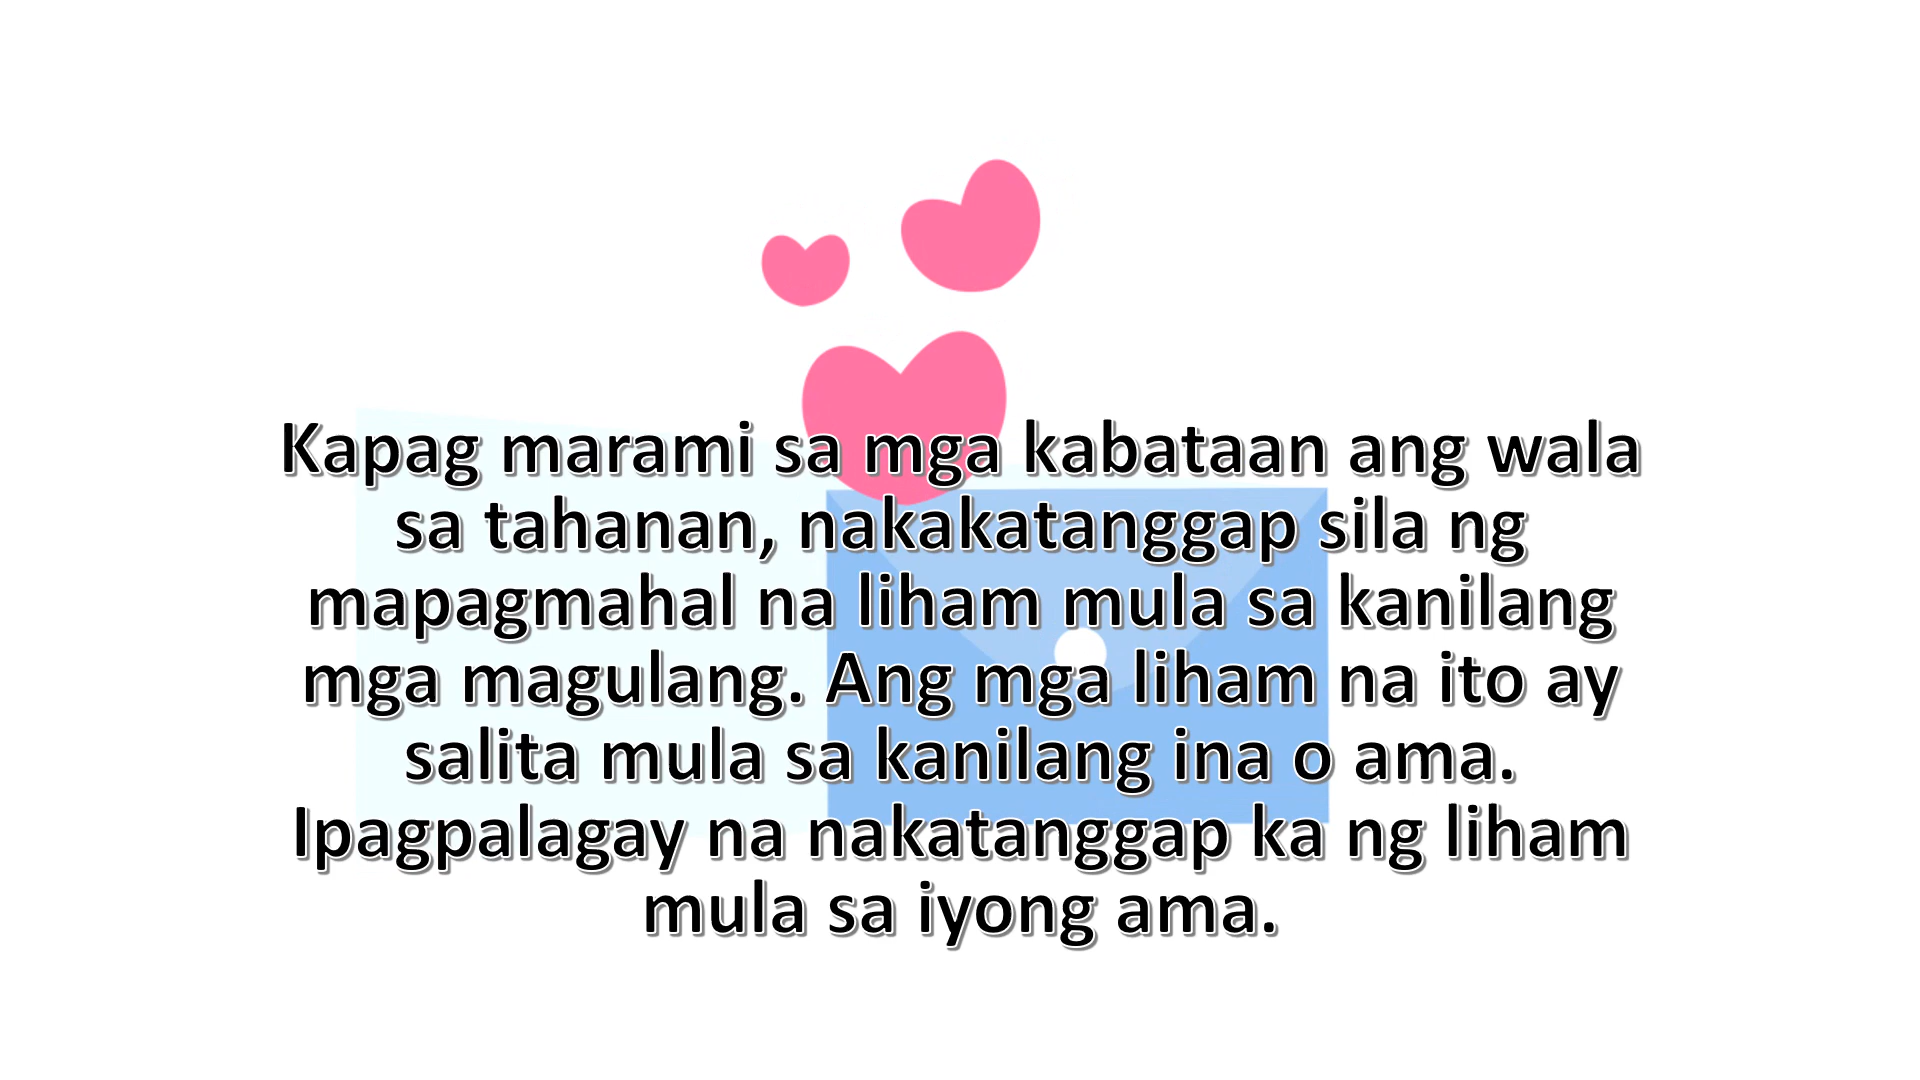 Kapag marami sa mga kabataan ang wala
sa tahanan, nakakatanggap sila ng
mapagmahal na liham mula sa kanilang
mga magulang. Ang mga liham na ito ay
salita mula sa kanilang ina o ama.
Ipagpalagay na nakatanggap ka ng liham
mula sa iyong ama.